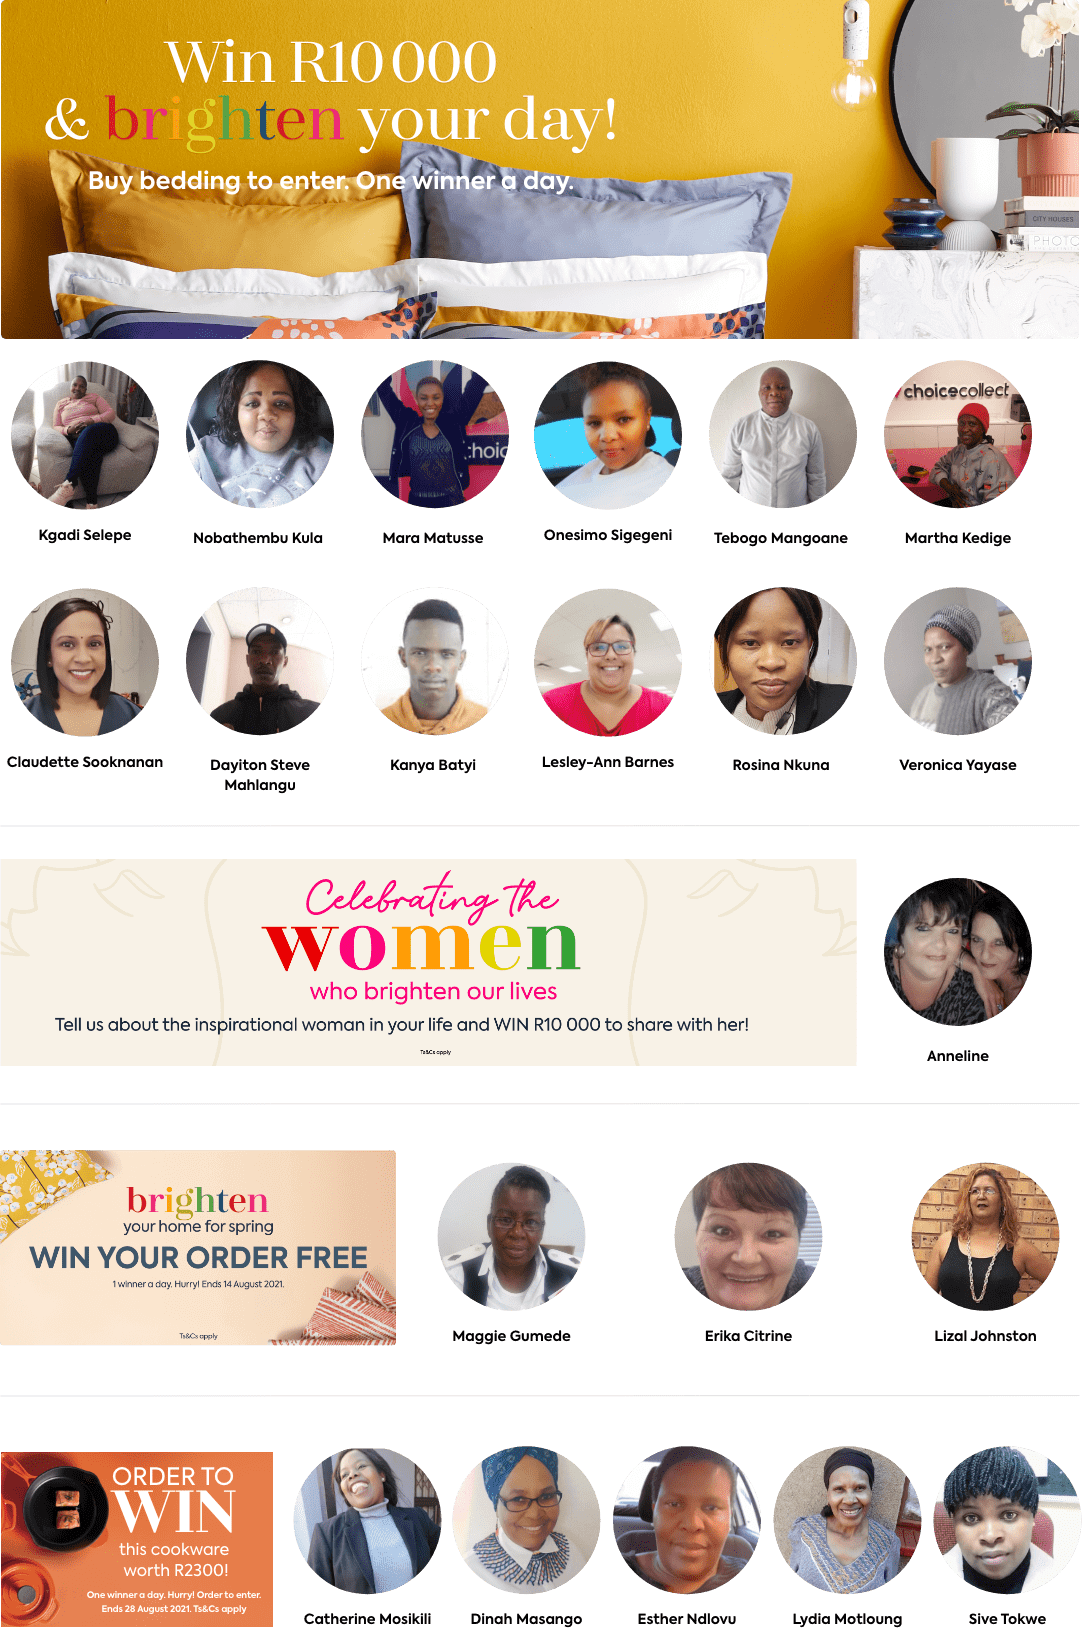 Win R10 000
& brighten your day!
Buy bedding to enter. One winner a day.
CITY HOUSES
PHOTO
choi
choicecollect
Kgadi Selepe
Nobathembu Kula
Mara Matusse
Onesimo Sigegeni
Tebogo Mangoane
Martha Kedige
Claudette Sooknanan
Dayiton Steve
Mahlangu
Kanya Batyi
Lesley-Ann Barnes
Rosina Nkuna
Veronica Yayase
Celebrating the
women
who brighten our lives
Tell us about the inspirational woman in your life and WIN R10 000 to share with her!
Ts&Cs apply
Anneline
brighten
your home for spring
WIN YOUR ORDER FREE
1 winner a day. Hurry! Ends 14 August 2021.
Ts&Cs apply
Maggie Gumede
Erika Citrine
Lizal Johnston
ORDER TO
WIN
this cookware
worth R2300!
One winner a day. Hurry! Order to enter.
Ends 28 August 2021. Ts&Cs apply
Catherine Mosikili
Dinah Masango
Esther Ndlovu
Lydia Motloung
Sive Tokwe